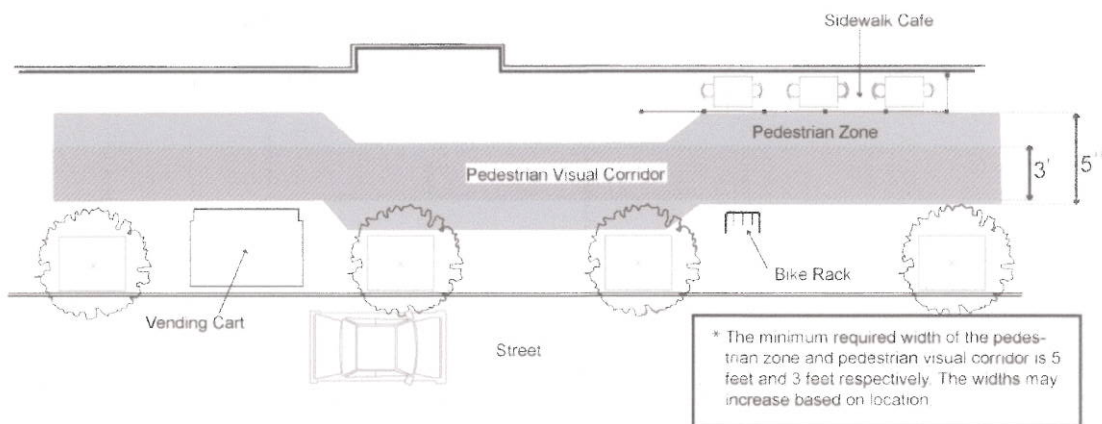 Sidewalk Cafe
Pedestrian Zone
Pedestrian Visual Corridor
3'
5'
Bike Rack
Vending Cart
Street
* The minimum required width of the pedes-
trian zone and pedestrian visual corridor is 5
feet and 3 feet respectively. The widths may
increase based on location